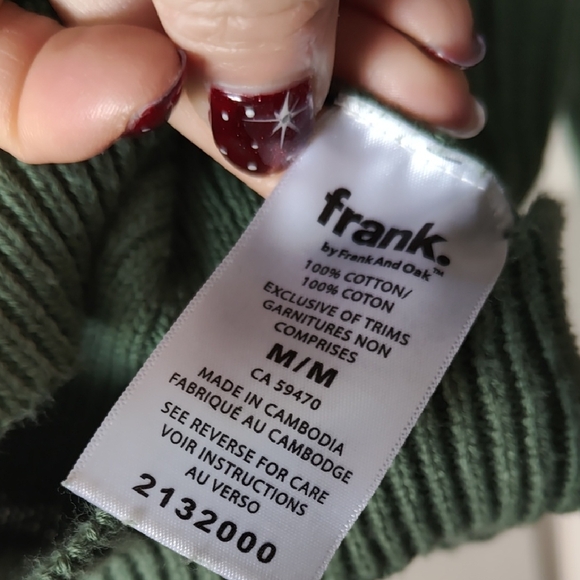 frank.
by Frank And Oak™
100% COTTON/
100% COTON
EXCLUSIVE OF TRIMS
GARNITURES NON
COMPRISES
M/M
CA 59470
MADE IN CAMBODIA
FABRIQUÉ AU CAMBODGE
SEE REVERSE FOR CARE
VOIR INSTRUCTIONS
AU VERSO
2132000